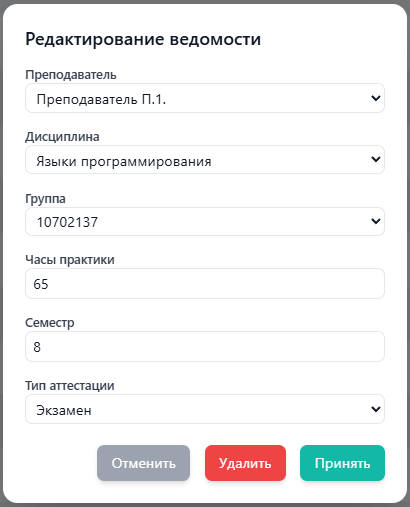 Редактирование ведомости
Преподаватель
Преподаватель П.1.
Дисциплина
Языки программирования
Группа
10702137
Часы практики
65
Семестр
8
Тип аттестации
Экзамен
Отменить Удалить Принять